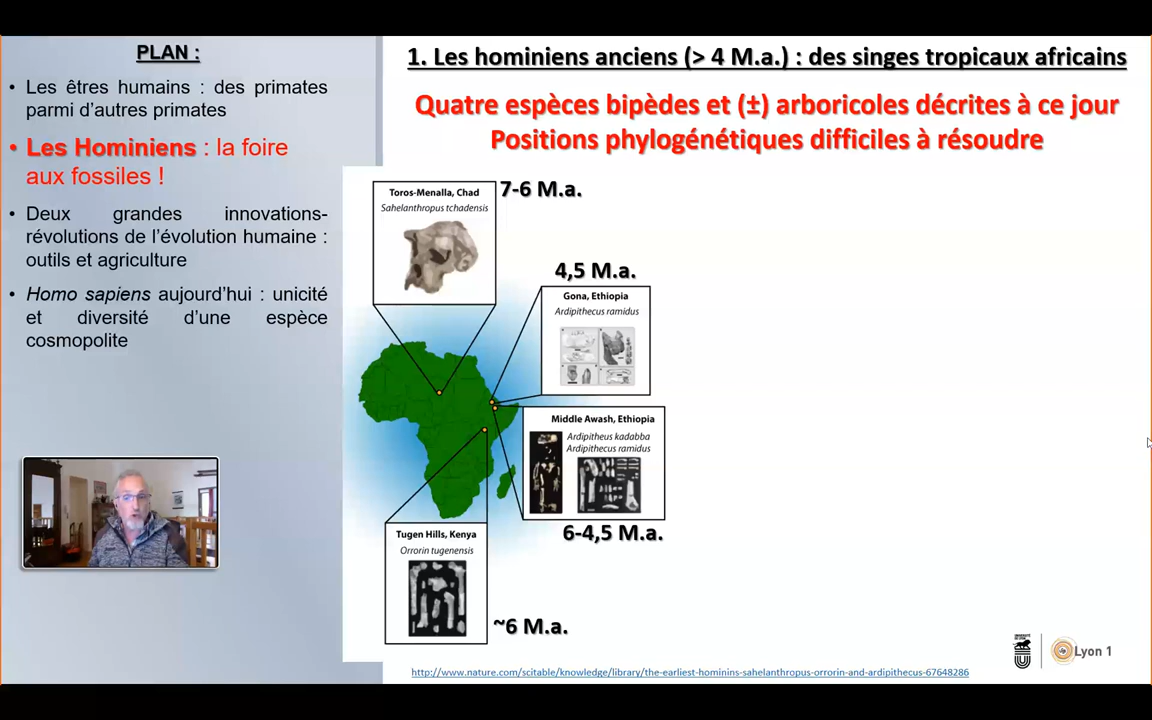 PLAN :
• Les êtres humains : des primates
parmi d'autres primates
• Les Hominiens : la foire
aux fossiles !
• Deux grandes innovations-
révolutions de l'évolution humaine :
outils et agriculture
• Homo sapiens aujourd'hui : unicité
et diversité d'une espèce
cosmopolite
1. Les hominiens anciens (> 4 M.a.) : des singes tropicaux africains
Quatre espèces bipèdes et (±) arboricoles décrites à ce jour
Positions phylogénétiques difficiles à résoudre
Toros-Menalla, Chad
Sahelanthropus tchadensis
7-6 M.a.
4,5 M.a.
Gona, Ethiopia
Ardipithecus ramidus
Middle Awash, Ethiopia
Ardipitheus kadabba
Ardipithecus ramidus
6-4,5 M.a.
Tugen Hills, Kenya
Orrorin tugenensis
~6 M.a.
Lyon 1
http://www.nature.com/scitable/knowledge/library/the-earliest-hominins-sahelanthropus-orrorin-and-ardipithecus-67648286